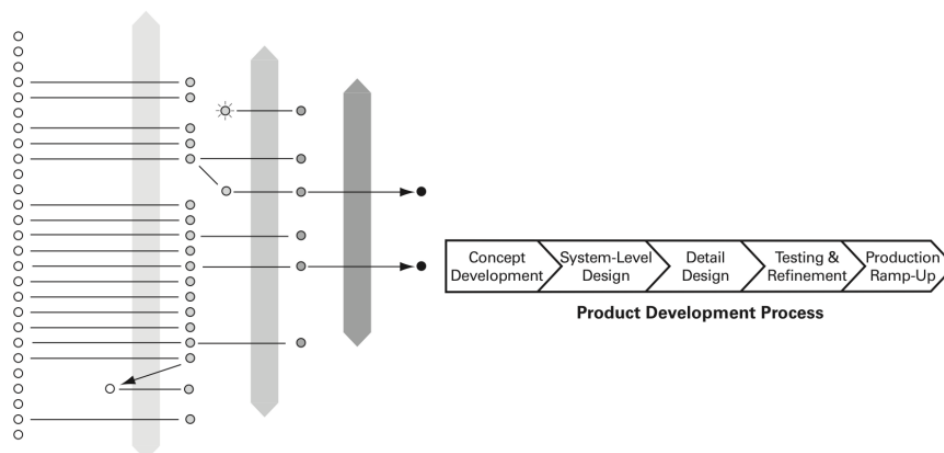 Concept
Development
System-Level
Design
Detail
Design
Testing &
Refinement
Production
Ramp-Up
Product Development Process